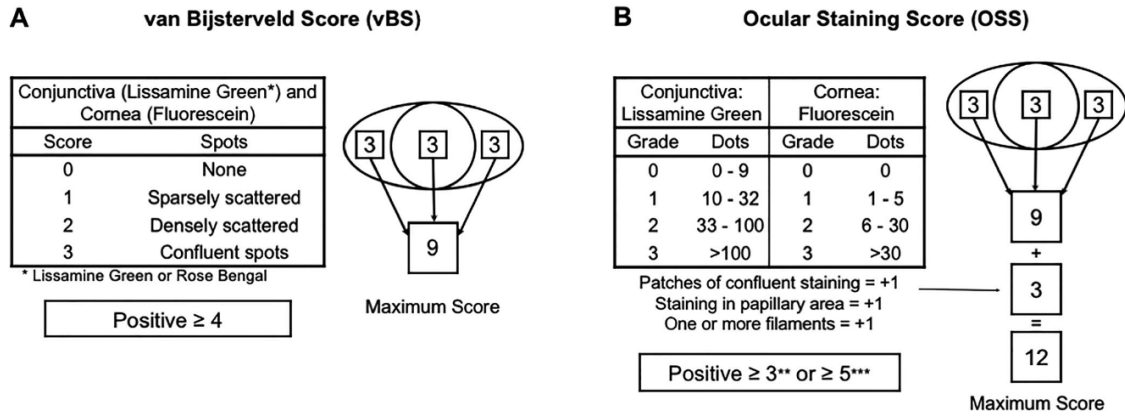 A
van Bijsterveld Score (vBS)
Conjunctiva (Lissamine Green*) and
Cornea (Fluorescein)
Score Spots
0 None
1 Sparsely scattered
2 Densely scattered
3 Confluent spots
* Lissamine Green or Rose Bengal
Positive ≥ 4
3 3 3
9
Maximum Score
B
Ocular Staining Score (OSS)
Conjunctiva: Cornea:
Lissamine Green Fluorescein
Grade Dots Grade Dots
0 0 - 9 0 0
1 10 - 32 1 1 - 5
2 33 - 100 2 6 - 30
3 >100 3 >30
Patches of confluent staining = +1
Staining in papillary area = +1
One or more filaments = +1
Positive ≥ 3** or ≥ 5***
3 3 3
9
+
3
=
12
Maximum Score